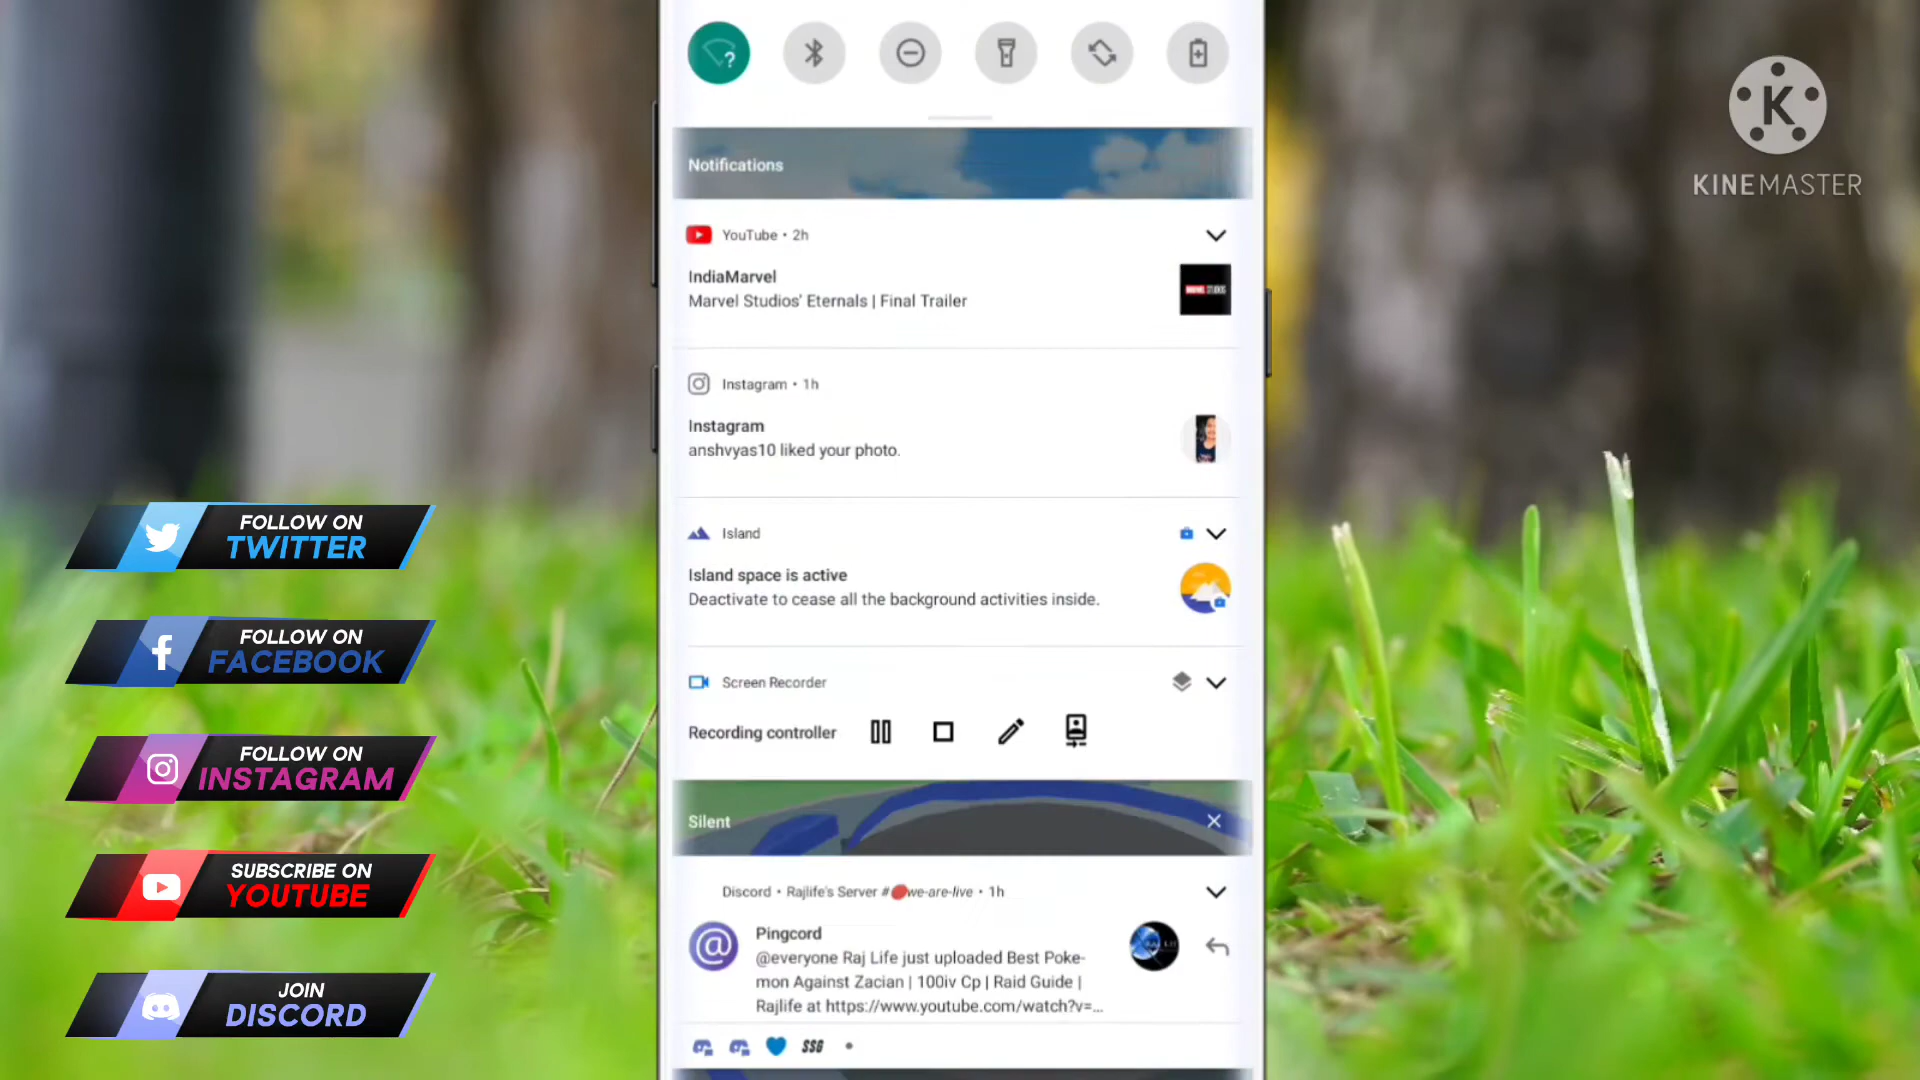 KINEMASTER
Notifications
YouTube • 2h
IndiaMarvel
Marvel Studios' Eternals | Final Trailer
Instagram • 1h
Instagram
anshvyas10 liked your photo.
Island
Island space is active
Deactivate to cease all the background activities inside.
Screen Recorder
Recording controller
Silent
Discord • Rajlife's Server #🔴we-are-live • 1h
Pingcord
@everyone Raj Life just uploaded Best Poke-
mon Against Zacian | 100iv Cp | Raid Guide |
Rajlife at https://www.youtube.com/watch?v=...
SSG
FOLLOW ON
TWITTER
FOLLOW ON
FACEBOOK
FOLLOW ON
INSTAGRAM
SUBSCRIBE ON
YOUTUBE
JOIN
DISCORD